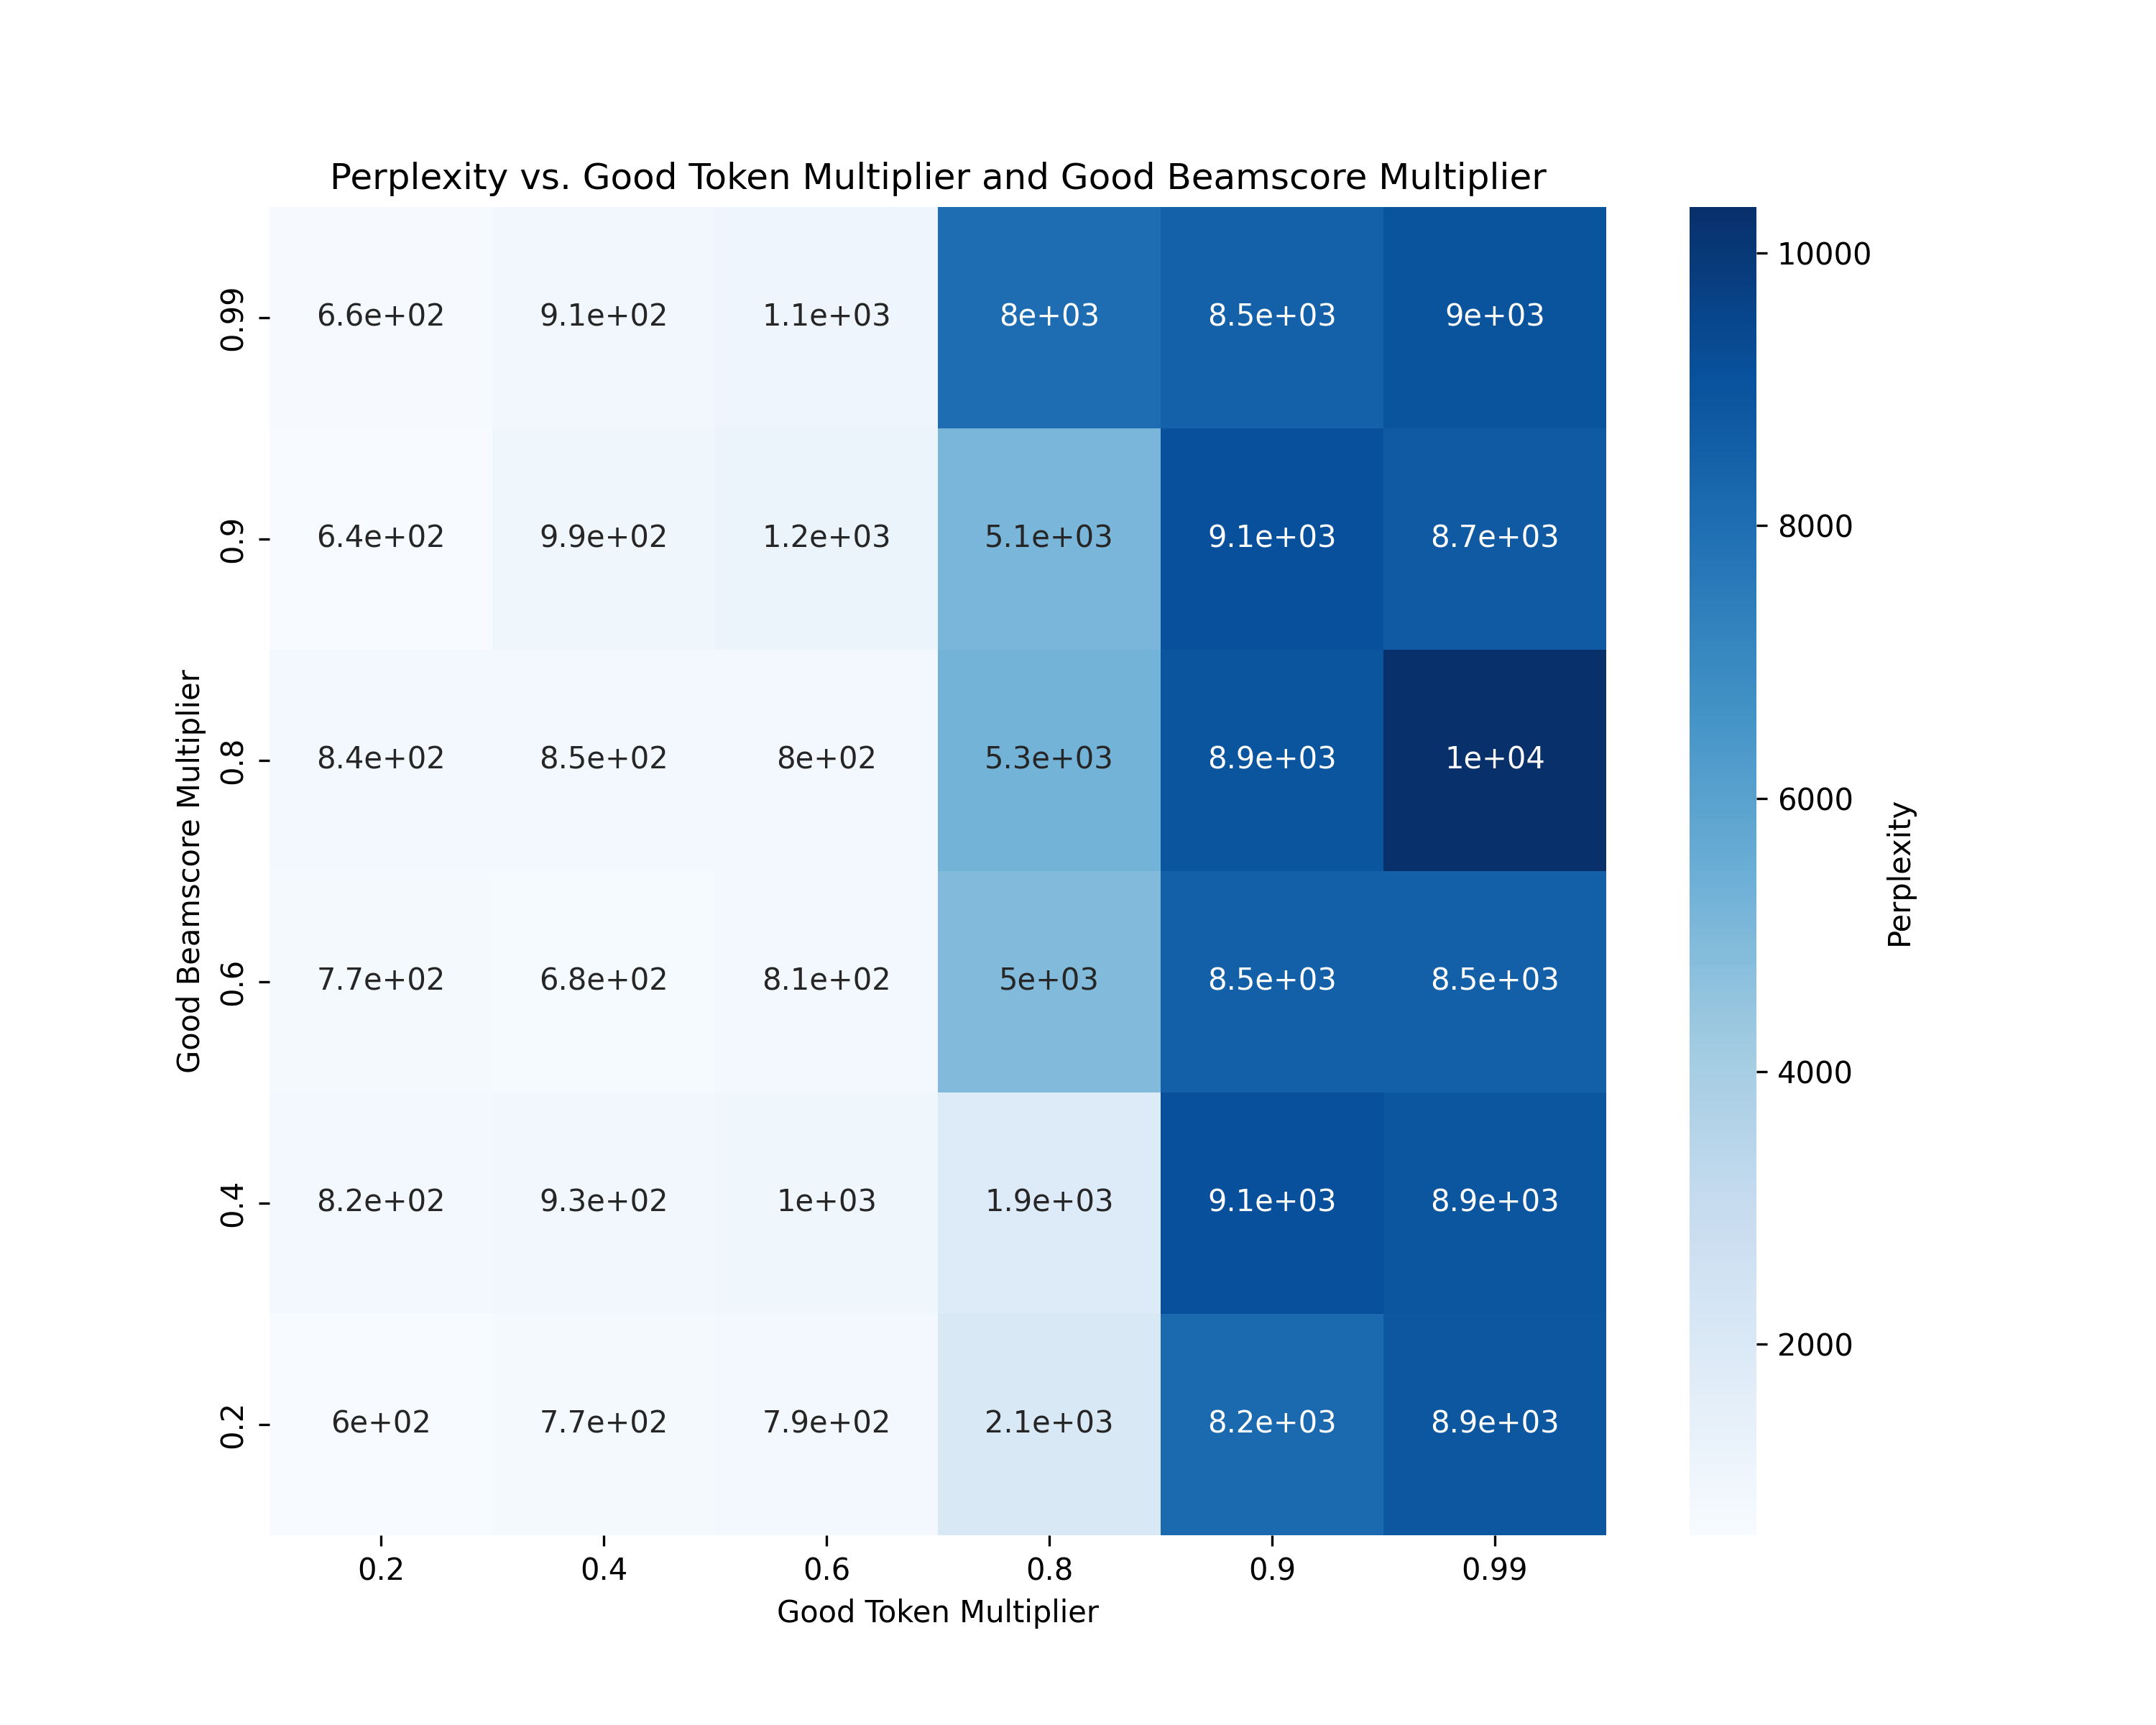 Perplexity vs. Good Token Multiplier and Good Beamscore Multiplier
0.99 6.6e+02 9.1e+02 1.1e+03 8e+03 8.5e+03 9e+03
0.9 6.4e+02 9.9e+02 1.2e+03 5.1e+03 9.1e+03 8.7e+03
0.8 8.4e+02 8.5e+02 8e+02 5.3e+03 8.9e+03 1e+04
0.6 7.7e+02 6.8e+02 8.1e+02 5e+03 8.5e+03 8.5e+03
0.4 8.2e+02 9.3e+02 1e+03 1.9e+03 9.1e+03 8.9e+03
0.2 6e+02 7.7e+02 7.9e+02 2.1e+03 8.2e+03 8.9e+03
0.2 0.4 0.6 0.8 0.9 0.99
Good Token Multiplier
Good Beamscore Multiplier
10000
8000
6000
4000
2000
Perplexity